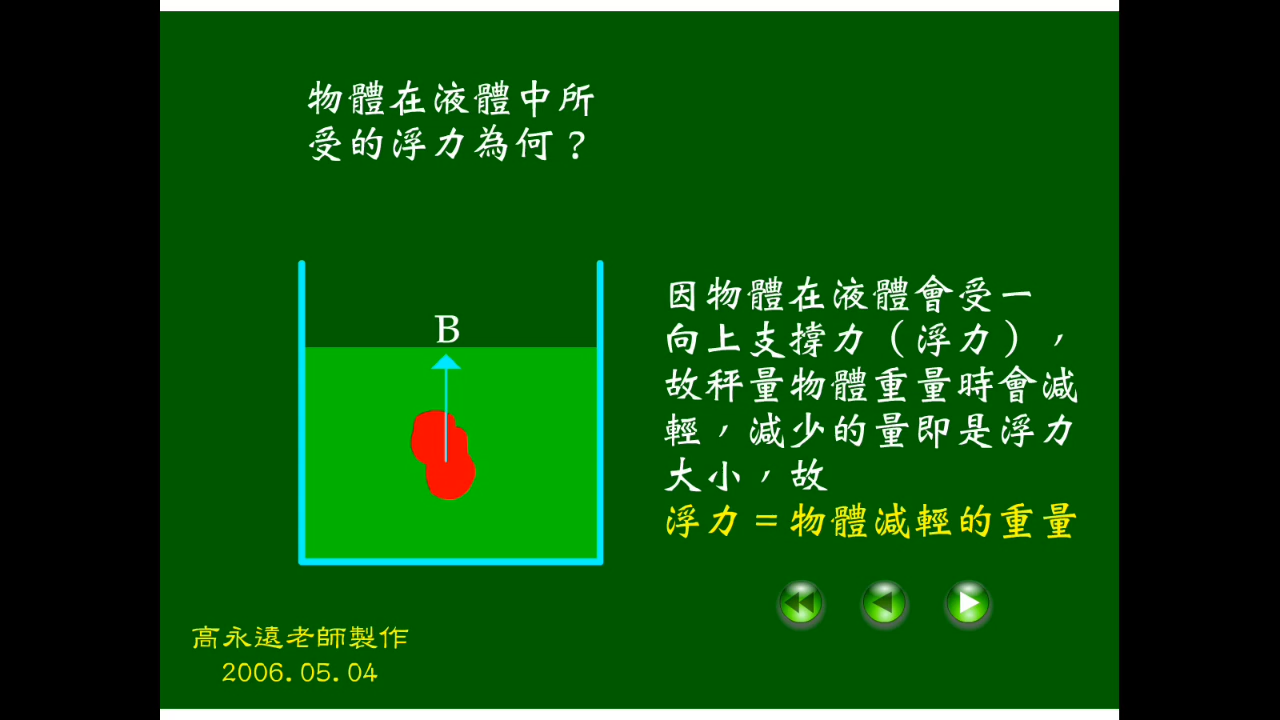 物體在液體中所
受的浮力為何？
B
因物體在液體會受一
向上支撐力（浮力），
故秤量物體重量時會減
輕，減少的量即是浮力
大小，故
浮力＝物體減輕的重量
高永遠老師製作
2006.05.04